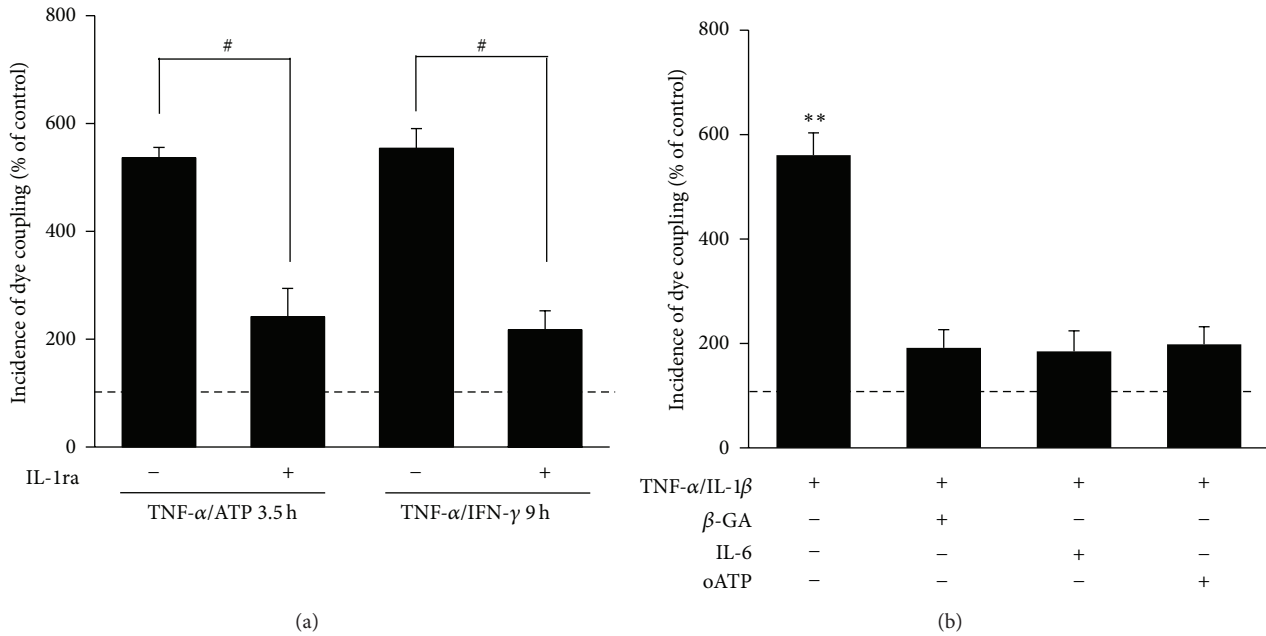 Incidence of dye coupling (% of control)
800
600
400
200
0
#
#
IL-1ra
− + − +
TNF-α/ATP 3.5 h
TNF-α/IFN-γ 9 h
(a)
Incidence of dye coupling (% of control)
800
600
400
200
0
**
TNF-α/IL-1β + + + +
β-GA − + − −
IL-6 − − + −
oATP − − − +
(b)